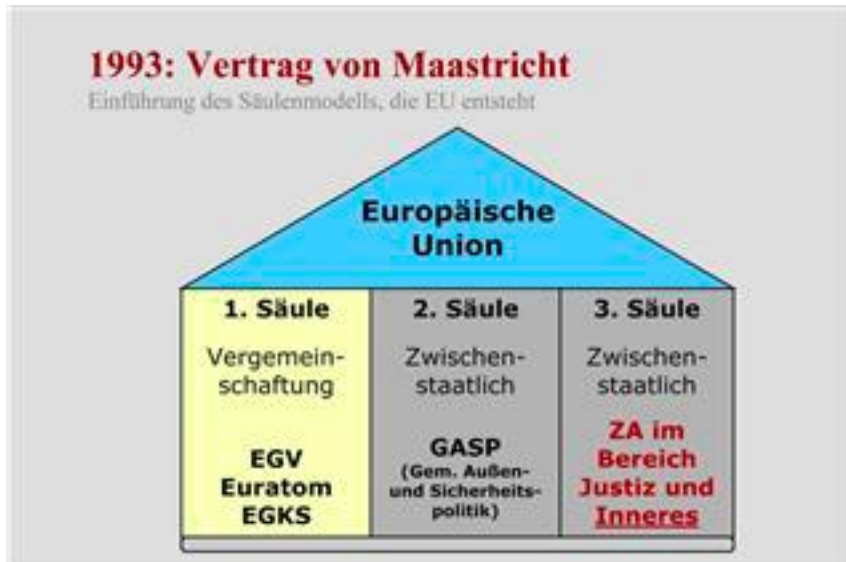 1993: Vertrag von Maastricht
Einführung des Säulenmodells, die EU entsteht
Europäische
Union
1. Säule
Vergemein-
schaftung
EGV
Euratom
EGKS
2. Säule
Zwischen-
staatlich
GASP
(Gem. Außen-
und Sicherheits-
politik)
3. Säule
Zwischen-
staatlich
ZA im
Bereich
Justiz und
Inneres